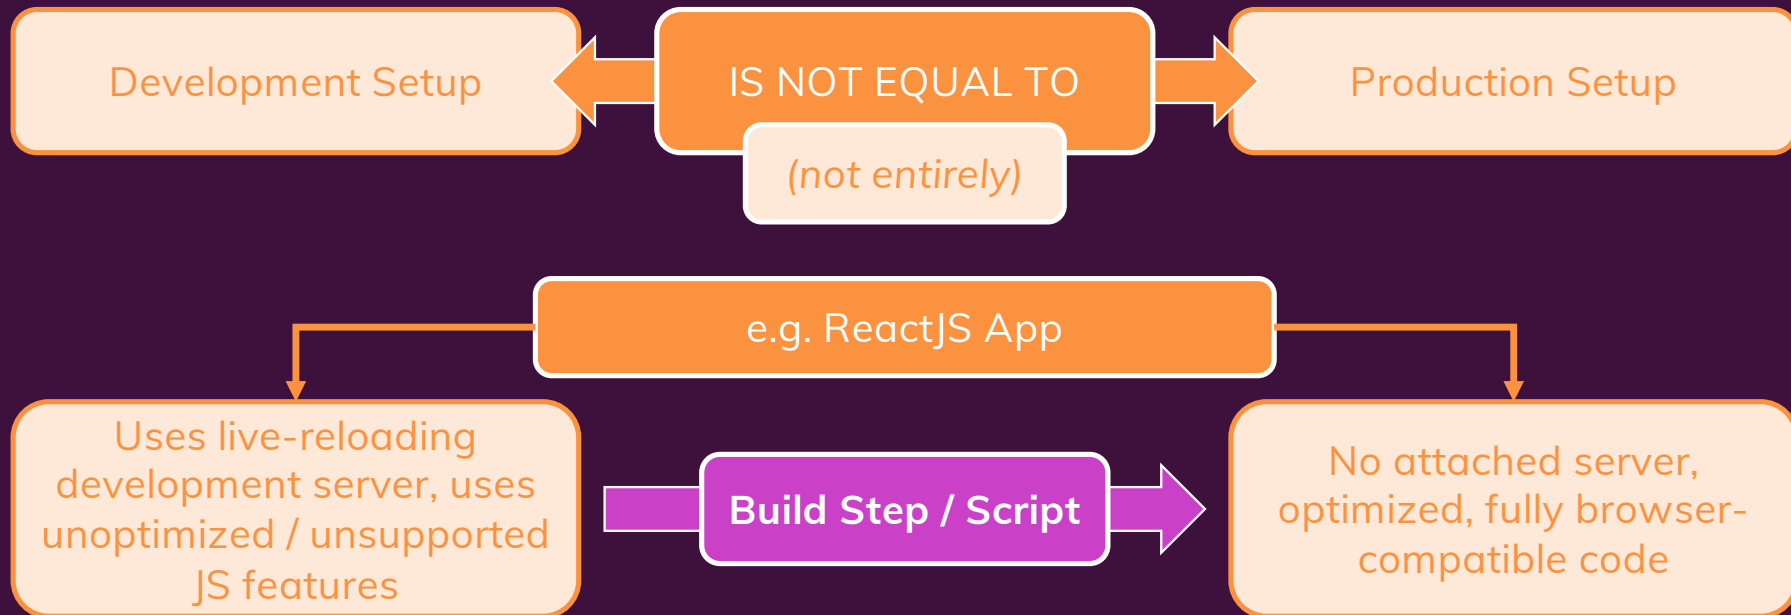 Development Setup
IS NOT EQUAL TO
Production Setup
(not entirely)
e.g. ReactJS App
Uses live-reloading
development server, uses
unoptimized / unsupported
JS features
Build Step / Script
No attached server,
optimized, fully browser-
compatible code